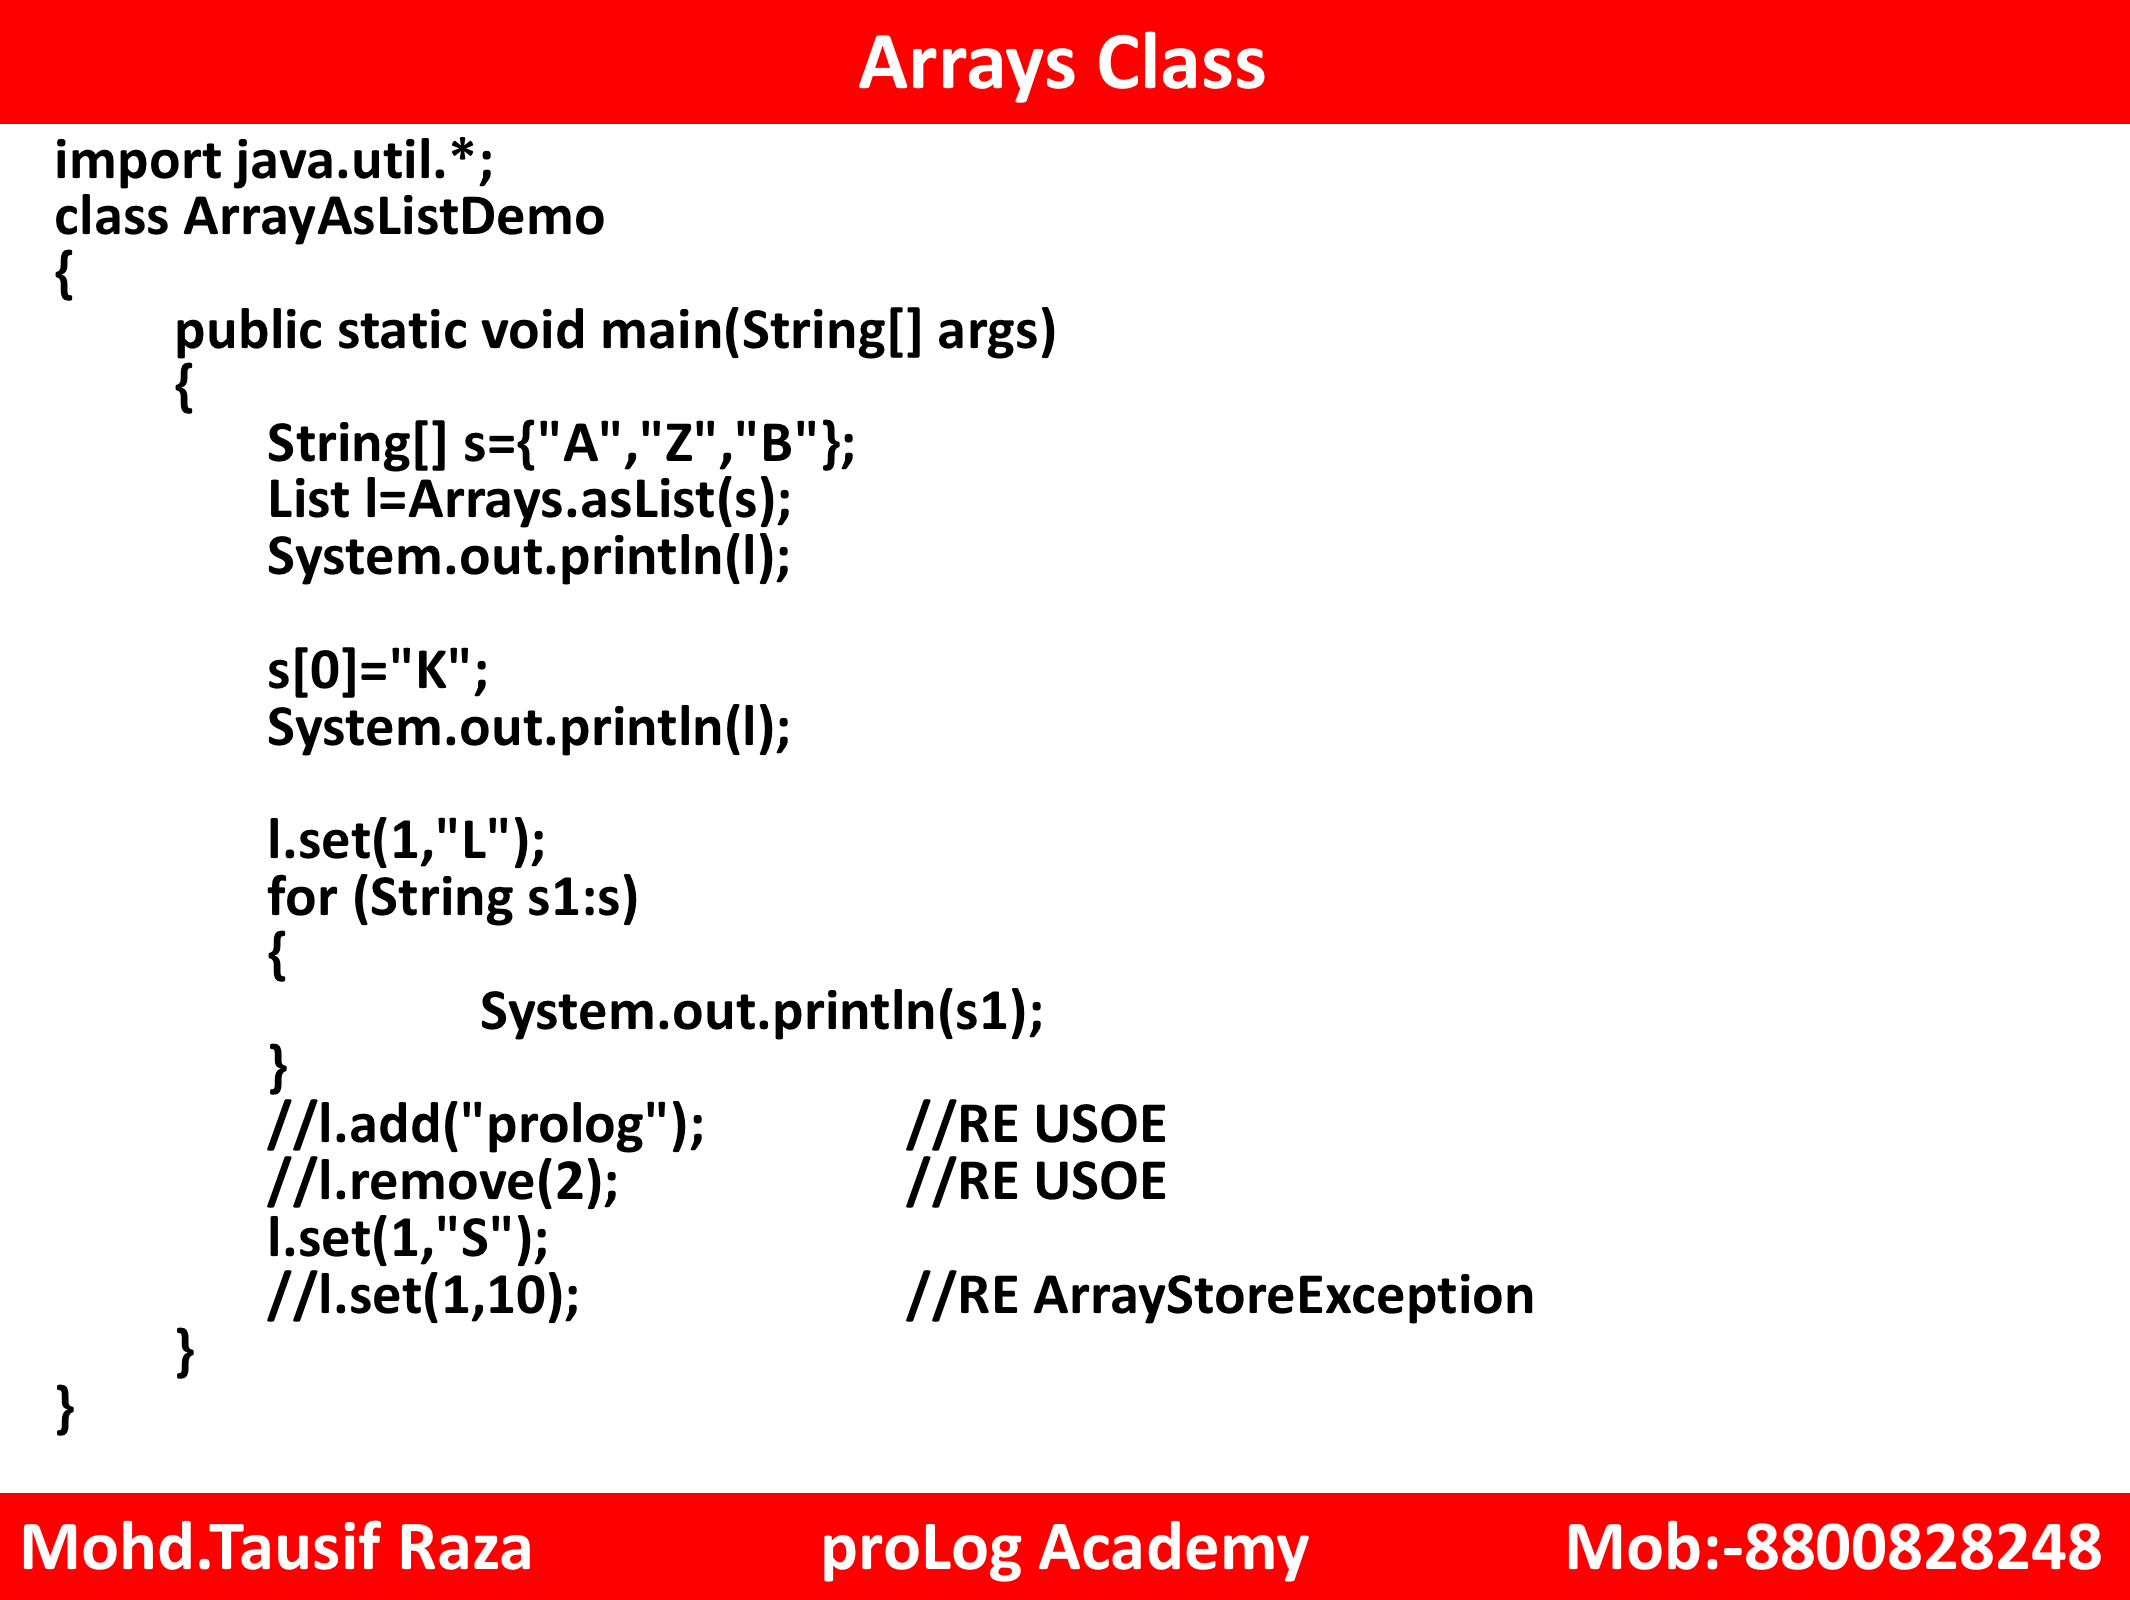 Arrays Class
import java.util.*;
class ArrayAsListDemo
{
public static void main(String[] args)
{
String[] s={"A","Z","B"};
List l=Arrays.asList(s);
System.out.println(l);
s[0]="K";
System.out.println(l);
l.set(1,"L");
for (String s1:s)
{
System.out.println(s1);
}
//l.add("prolog"); //RE USOE
//l.remove(2); //RE USOE
l.set(1,"S");
//l.set(1,10); //RE ArrayStoreException
}
}
Mohd.Tausif Raza proLog Academy Mob:-8800828248